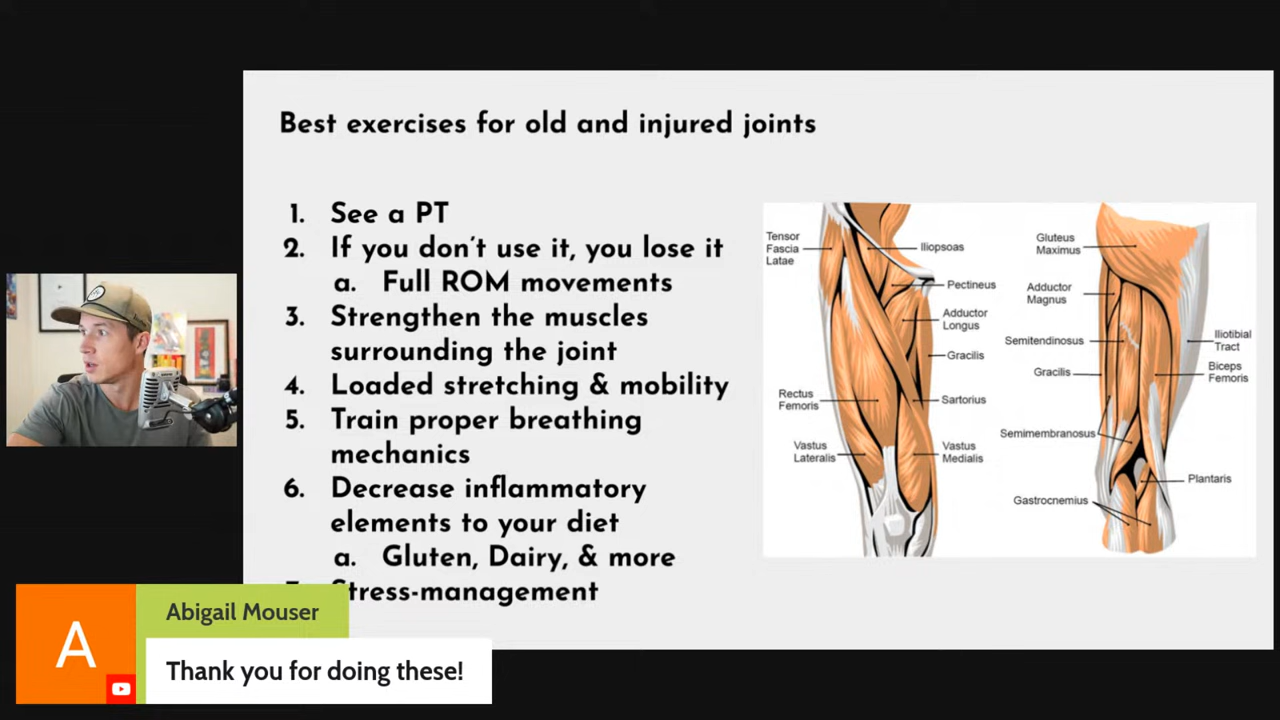 Best exercises for old and injured joints
1. See a PT
2. If you don't use it, you lose it
a. Full ROM movements
3. Strengthen the muscles
surrounding the joint
4. Loaded stretching & mobility
5. Train proper breathing
mechanics
6. Decrease inflammatory
elements to your diet
a. Gluten, Dairy, & more
Stress-management
Tensor
Fascia
Latae
Iliopsoas
Pectineus
Adductor
Longus
Gracilis
Rectus
Femoris
Sartorius
Vastus
Lateralis
Vastus
Medialis
Gluteus
Maximus
Adductor
Magnus
Semitendinosus
Iliotibial
Tract
Gracilis
Biceps
Femoris
Semimembranosus
Plantaris
Gastrocnemius
A
Abigail Mouser
Thank you for doing these!